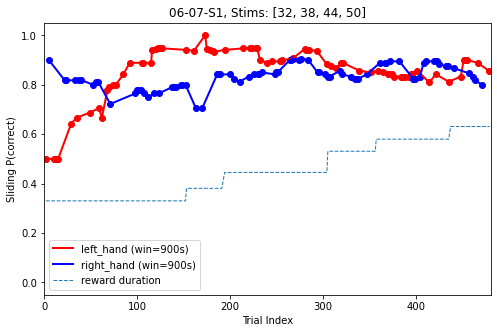 06-07-S1, Stims: [32, 38, 44, 50]
Sliding P(correct)
1.0
0.8
0.6
0.4
0.2
0.0
left_hand (win=900s)
right_hand (win=900s)
reward duration
0 100 200 300 400
Trial Index